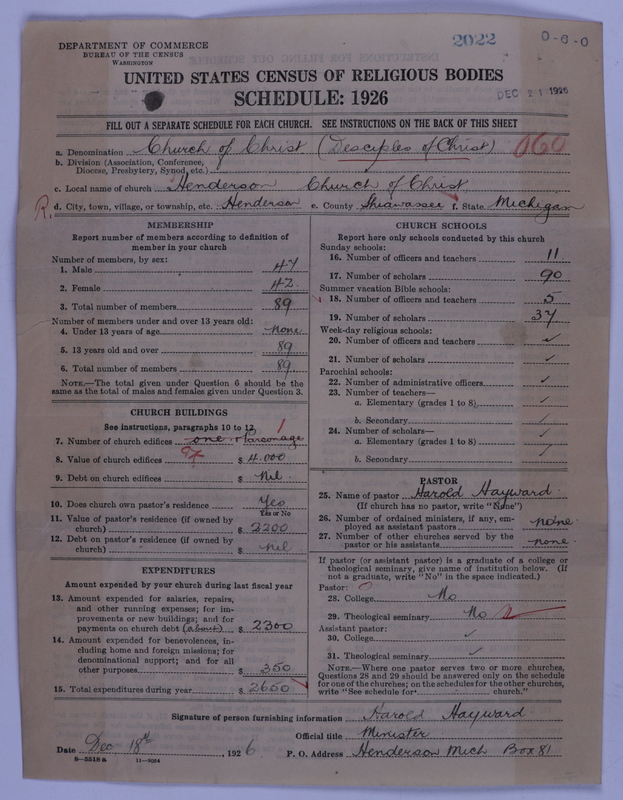 2022
0-6-0
DEPARTMENT OF COMMERCE
BUREAU OF THE CENSUS
WASHINGTON
UNITED STATES CENSUS OF RELIGIOUS BODIES
DEC 21 1926
SCHEDULE: 1926
FILL OUT A SEPARATE SCHEDULE FOR EACH CHURCH. SEE INSTRUCTIONS ON THE BACK OF THIS SHEET
a. Denomination Church of Christ (Desciples of Christ) 060
b. Division (Association, Conference, Diocese, Presbytery, Synod, etc.)
c. Local name of church Henderson Church of Christ
R. d. City, town, village, or township, etc. Henderson e. County Shiawassee f. State Michigan
MEMBERSHIP
Report number of members according to definition of
member in your church
Number of members, by sex:
1. Male 47
2. Female 42
3. Total number of members 89
Number of members under and over 13 years old:
4. Under 13 years of age none
5. 13 years old and over 89
6. Total number of members 89
NOTE.—The total given under Question 6 should be the
same as the total of males and females given under Question 3.
CHURCH BUILDINGS
See instructions, paragraphs 10 to 12 1
7. Number of church edifices one + Parsonage
8. Value of church edifices $ 4.000
9. Debt on church edifices $ Nil
10. Does church own pastor's residence Yes
Yes or No
11. Value of pastor's residence (if owned by
church) $ 2200
12. Debt on pastor's residence (if owned by
church) $ Nil
EXPENDITURES
Amount expended by your church during last fiscal year
13. Amount expended for salaries, repairs,
and other running expenses; for im-
provements or new buildings; and for
payments on church debt (about) $ 2300
14. Amount expended for benevolences, in-
cluding home and foreign missions; for
denominational support; and for all
other purposes $ 350
15. Total expenditures during year $ 2650
CHURCH SCHOOLS
Report here only schools conducted by this church
Sunday schools:
16. Number of officers and teachers 11
17. Number of scholars 90
Summer vacation Bible schools:
18. Number of officers and teachers 5
19. Number of scholars 37
Week-day religious schools:
20. Number of officers and teachers ✓
21. Number of scholars ✓
Parochial schools:
22. Number of administrative officers ✓
23. Number of teachers—
a. Elementary (grades 1 to 8) ✓
b. Secondary ✓
24. Number of scholars—
a. Elementary (grades 1 to 8) ✓
b. Secondary ✓
PASTOR
25. Name of pastor Harold Hayward
(If church has no pastor, write "None")
26. Number of ordained ministers, if any, em-
ployed as assistant pastors none
27. Number of other churches served by the
pastor or his assistants none
If pastor (or assistant pastor) is a graduate of a college or
theological seminary, give name of institution below. (If
not a graduate, write "No" in the space indicated.)
Pastor:
28. College No
29. Theological seminary No
Assistant pastor:
30. College ✓
31. Theological seminary ✓
NOTE.—Where one pastor serves two or more churches,
Questions 28 and 29 should be answered only on the schedule
for one of the churches; on the schedules for the other churches,
write "See schedule for church."
Signature of person furnishing information Harold Hayward
Official title Minister
Date Dec 18th, 1926 P. O. Address Henderson Mich Box 81
8—5518a 11—9084